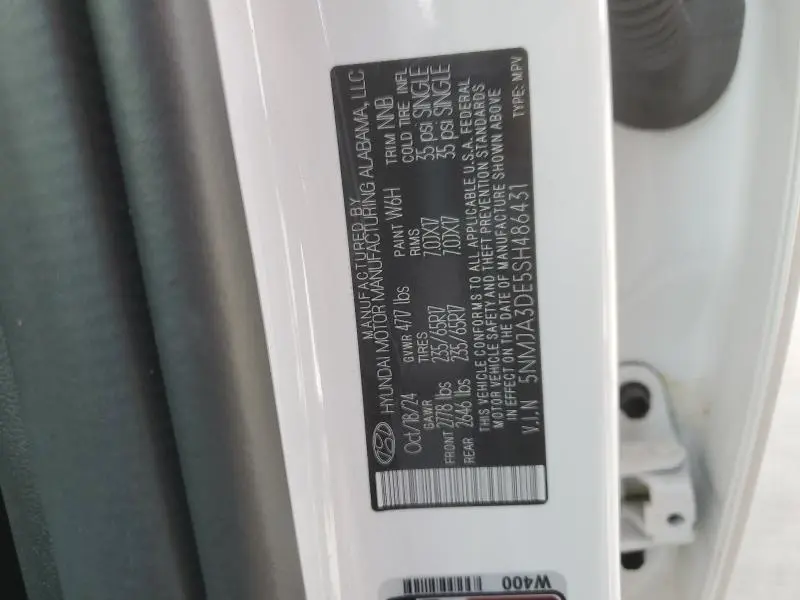 MANUFACTURED BY
HYUNDAI MOTOR MANUFACTURING ALABAMA, LLC
Oct/18/24 GVWR 4717 lbs PAINT W6H TRIM NNB
GAWR TIRES RIMS COLD TIRE INFL
FRONT 2778 lbs 235/65R17 7.0JX17 35 psi SINGLE
REAR 2646 lbs 235/65R17 7.0JX17 35 psi SINGLE
THIS VEHICLE CONFORMS TO ALL APPLICABLE U.S.A. FEDERAL
MOTOR VEHICLE SAFETY AND THEFT PREVENTION STANDARDS
IN EFFECT ON THE DATE OF MANUFACTURE SHOWN ABOVE
V.I.N 5NMJA3DE5SH486431 TYPE: MPV
W400